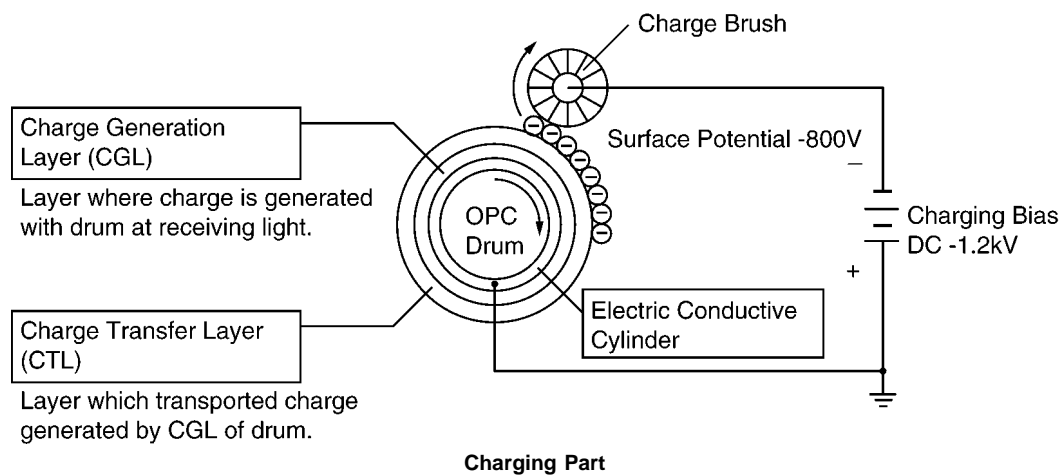 Charge Brush
Charge Generation
Layer (CGL)
Surface Potential -800V
Layer where charge is generated
with drum at receiving light.
OPC
Drum
−
Charging Bias
DC -1.2kV
+
Electric Conductive
Cylinder
Charge Transfer Layer
(CTL)
Layer which transported charge
generated by CGL of drum.
Charging Part